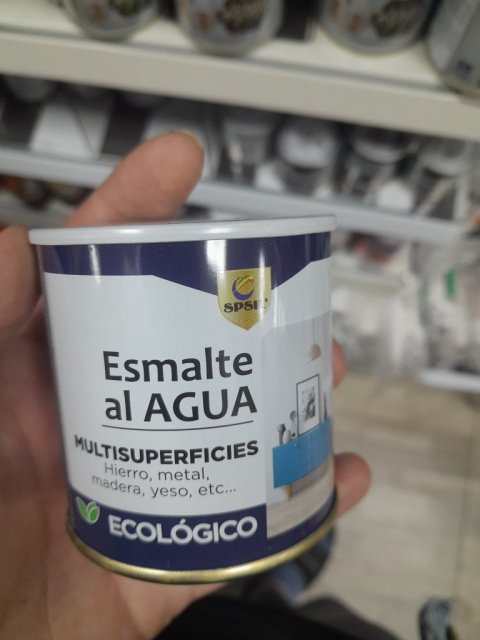 SPSIL
Esmalte
al AGUA
MULTISUPERFICIES
Hierro, metal,
madera, yeso, etc...
ECOLÓGICO